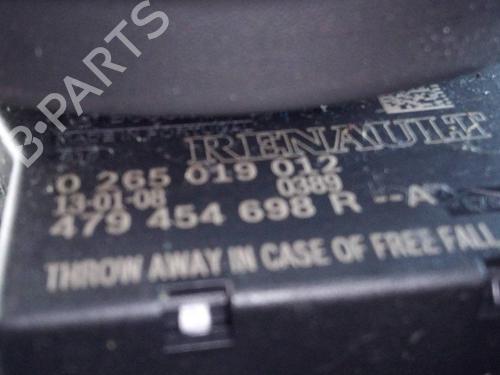 B-PARTS
RENAULT
0 265 019 012
13-01-08 0389
479 454 698 R --A
THROW AWAY IN CASE OF FREE FALL